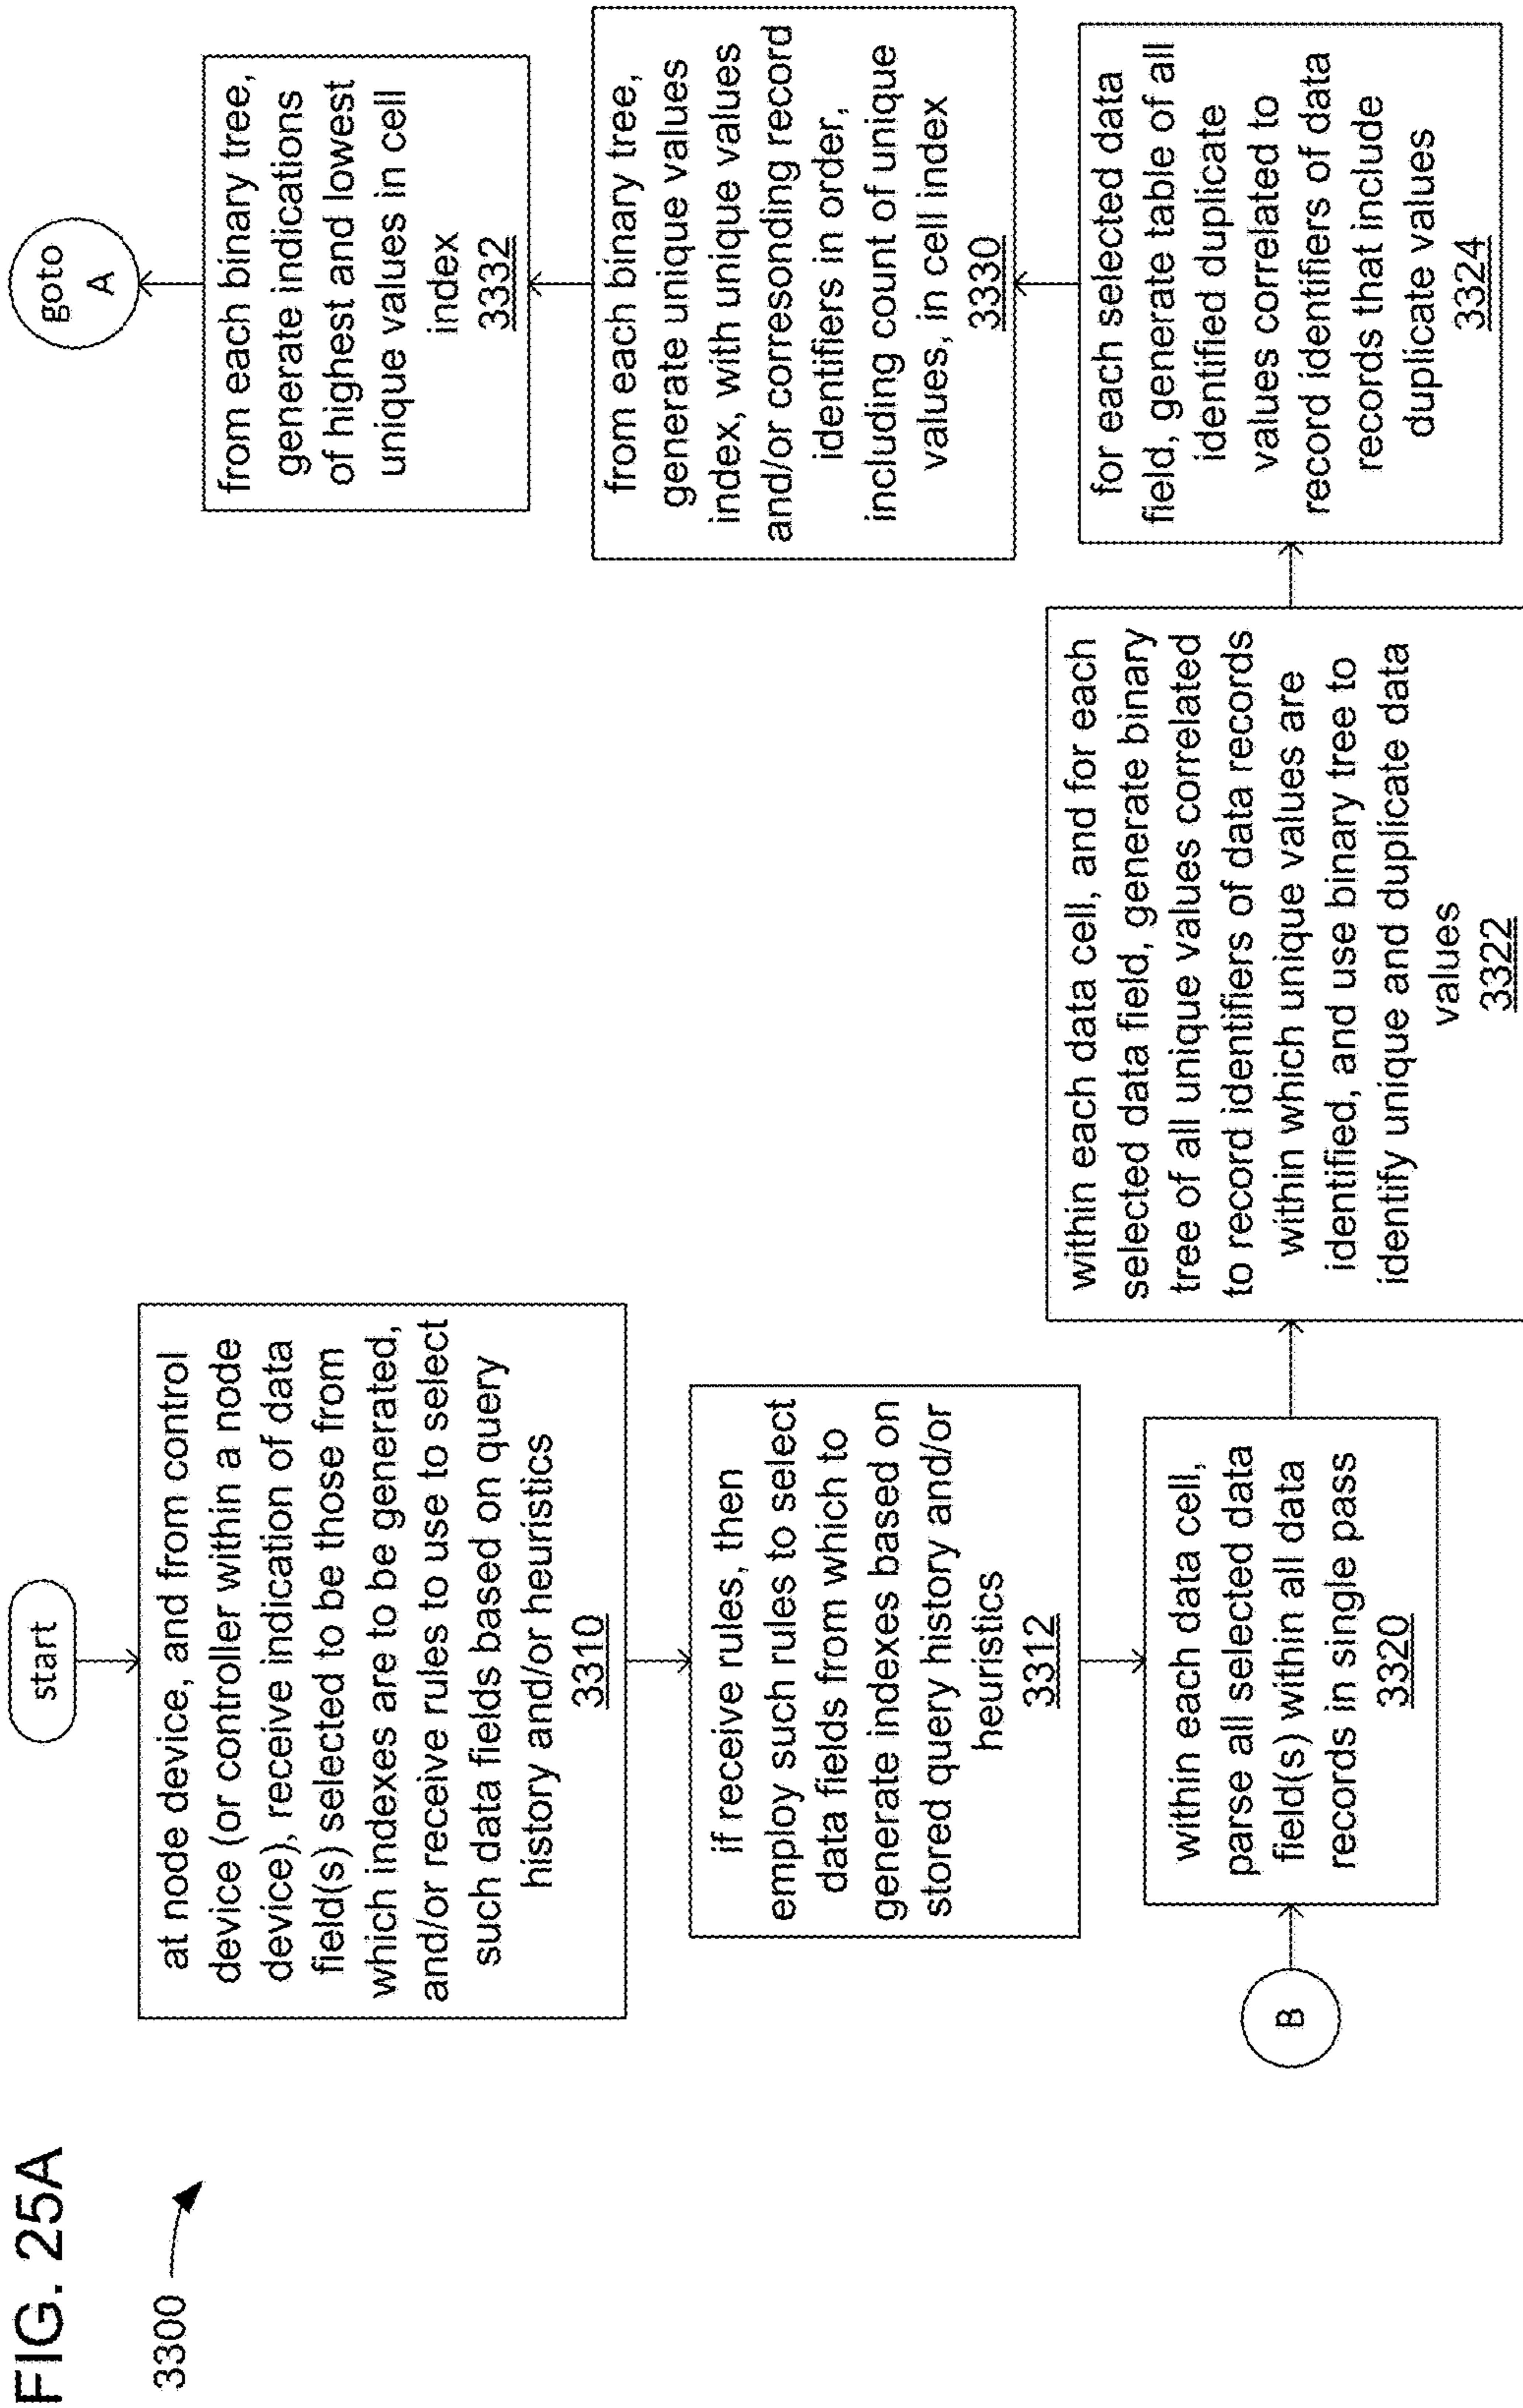 FIG. 25A
3300
start
at node device, and from control
device (or controller within a node
device), receive indication of data
field(s) selected to be those from
which indexes are to be generated,
and/or receive rules to use to select
such data fields based on query
history and/or heuristics
3310
if receive rules, then
employ such rules to select
data fields from which to
generate indexes based on
stored query history and/or
heuristics
3312
B
within each data cell,
parse all selected data
field(s) within all data
records in single pass
3320
within each data cell, and for each
selected data field, generate binary
tree of all unique values correlated
to record identifiers of data records
within which unique values are
identified, and use binary tree to
identify unique and duplicate data
values
3322
for each selected data
field, generate table of all
identified duplicate
values correlated to
record identifiers of data
records that include
duplicate values
3324
from each binary tree,
generate unique values
index, with unique values
and/or corresonding record
identifiers in order,
including count of unique
values, in cell index
3330
from each binary tree,
generate indications
of highest and lowest
unique values in cell
index
3332
goto
A